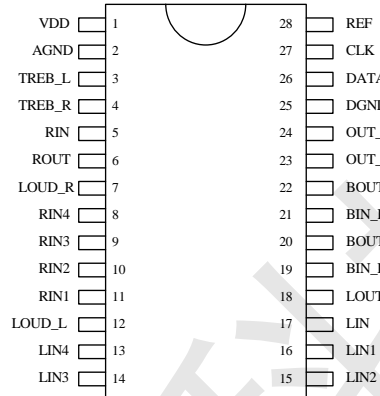 VDD 1 28 REF
AGND 2 27 CLK
TREB_L 3 26 DATA
TREB_R 4 25 DGND
RIN 5 24 OUT_
ROUT 6 23 OUT_
LOUD_R 7 22 BOUT
RIN4 8 21 BIN_
RIN3 9 20 BOUT
RIN2 10 19 BIN_
RIN1 11 18 LOUT
LOUD_L 12 17 LIN
LIN4 13 16 LIN1
LIN3 14 15 LIN2